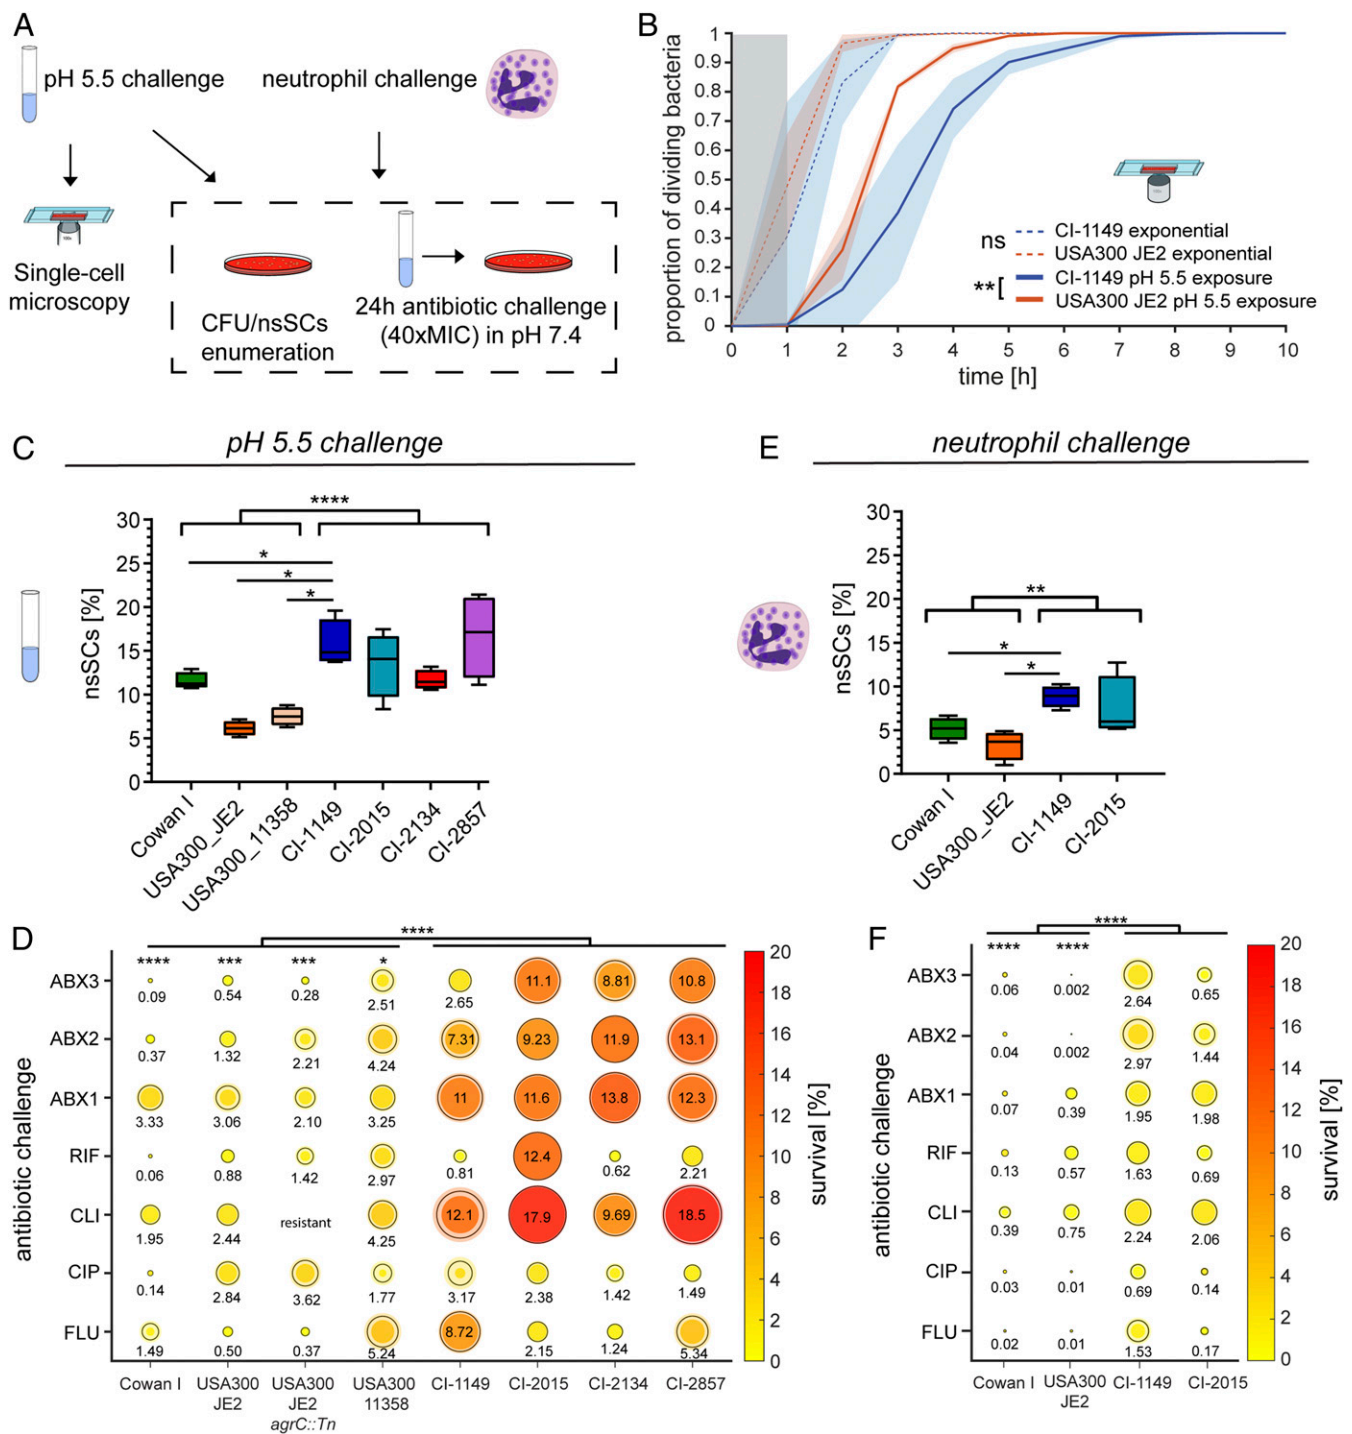 A
pH 5.5 challenge
neutrophil challenge
Single-cell
microscopy
CFU/nsSCs
enumeration
24h antibiotic challenge
(40xMIC) in pH 7.4
B
proportion of dividing bacteria
1
0.9
0.8
0.7
0.6
0.5
0.4
0.3
0.2
0.1
0
0 1 2 3 4 5 6 7 8 9 10
time [h]
ns
CI-1149 exponential
USA300 JE2 exponential
**[
CI-1149 pH 5.5 exposure
USA300 JE2 pH 5.5 exposure
C
pH 5.5 challenge
nsSCs [%]
30
25
20
15
10
5
0
****
*
*
*
Cowan I
USA300_JE2
USA300_11358
CI-1149
CI-2015
CI-2134
CI-2857
E
neutrophil challenge
nsSCs [%]
30
25
20
15
10
5
0
**
*
*
Cowan I
USA300_JE2
CI-1149
CI-2015
D
****
**** *** *** *
antibiotic challenge
ABX3 0.09 0.54 0.28 2.51 2.65 11.1 8.81 10.8
ABX2 0.37 1.32 2.21 4.24 7.31 9.23 11.9 13.1
ABX1 3.33 3.06 2.10 3.25 11 11.6 13.8 12.3
RIF 0.06 0.88 1.42 2.97 0.81 12.4 0.62 2.21
CLI 1.95 2.44 resistant 4.25 12.1 17.9 9.69 18.5
CIP 0.14 2.84 3.62 1.77 3.17 2.38 1.42 1.49
FLU 1.49 0.50 0.37 5.24 8.72 2.15 1.24 5.34
Cowan I USA300 USA300 USA300 CI-1149 CI-2015 CI-2134 CI-2857
JE2 JE2 11358
agrC::Tn
20
18
16
14
12
10
8
6
4
2
0
survival [%]
F
****
**** ****
antibiotic challenge
ABX3 0.06 0.002 2.64 0.65
ABX2 0.04 0.002 2.97 1.44
ABX1 0.07 0.39 1.95 1.98
RIF 0.13 0.57 1.63 0.69
CLI 0.39 0.75 2.24 2.06
CIP 0.03 0.01 0.69 0.14
FLU 0.02 0.01 1.53 0.17
Cowan I USA300 CI-1149 CI-2015
JE2
20
18
16
14
12
10
8
6
4
2
0
survival [%]